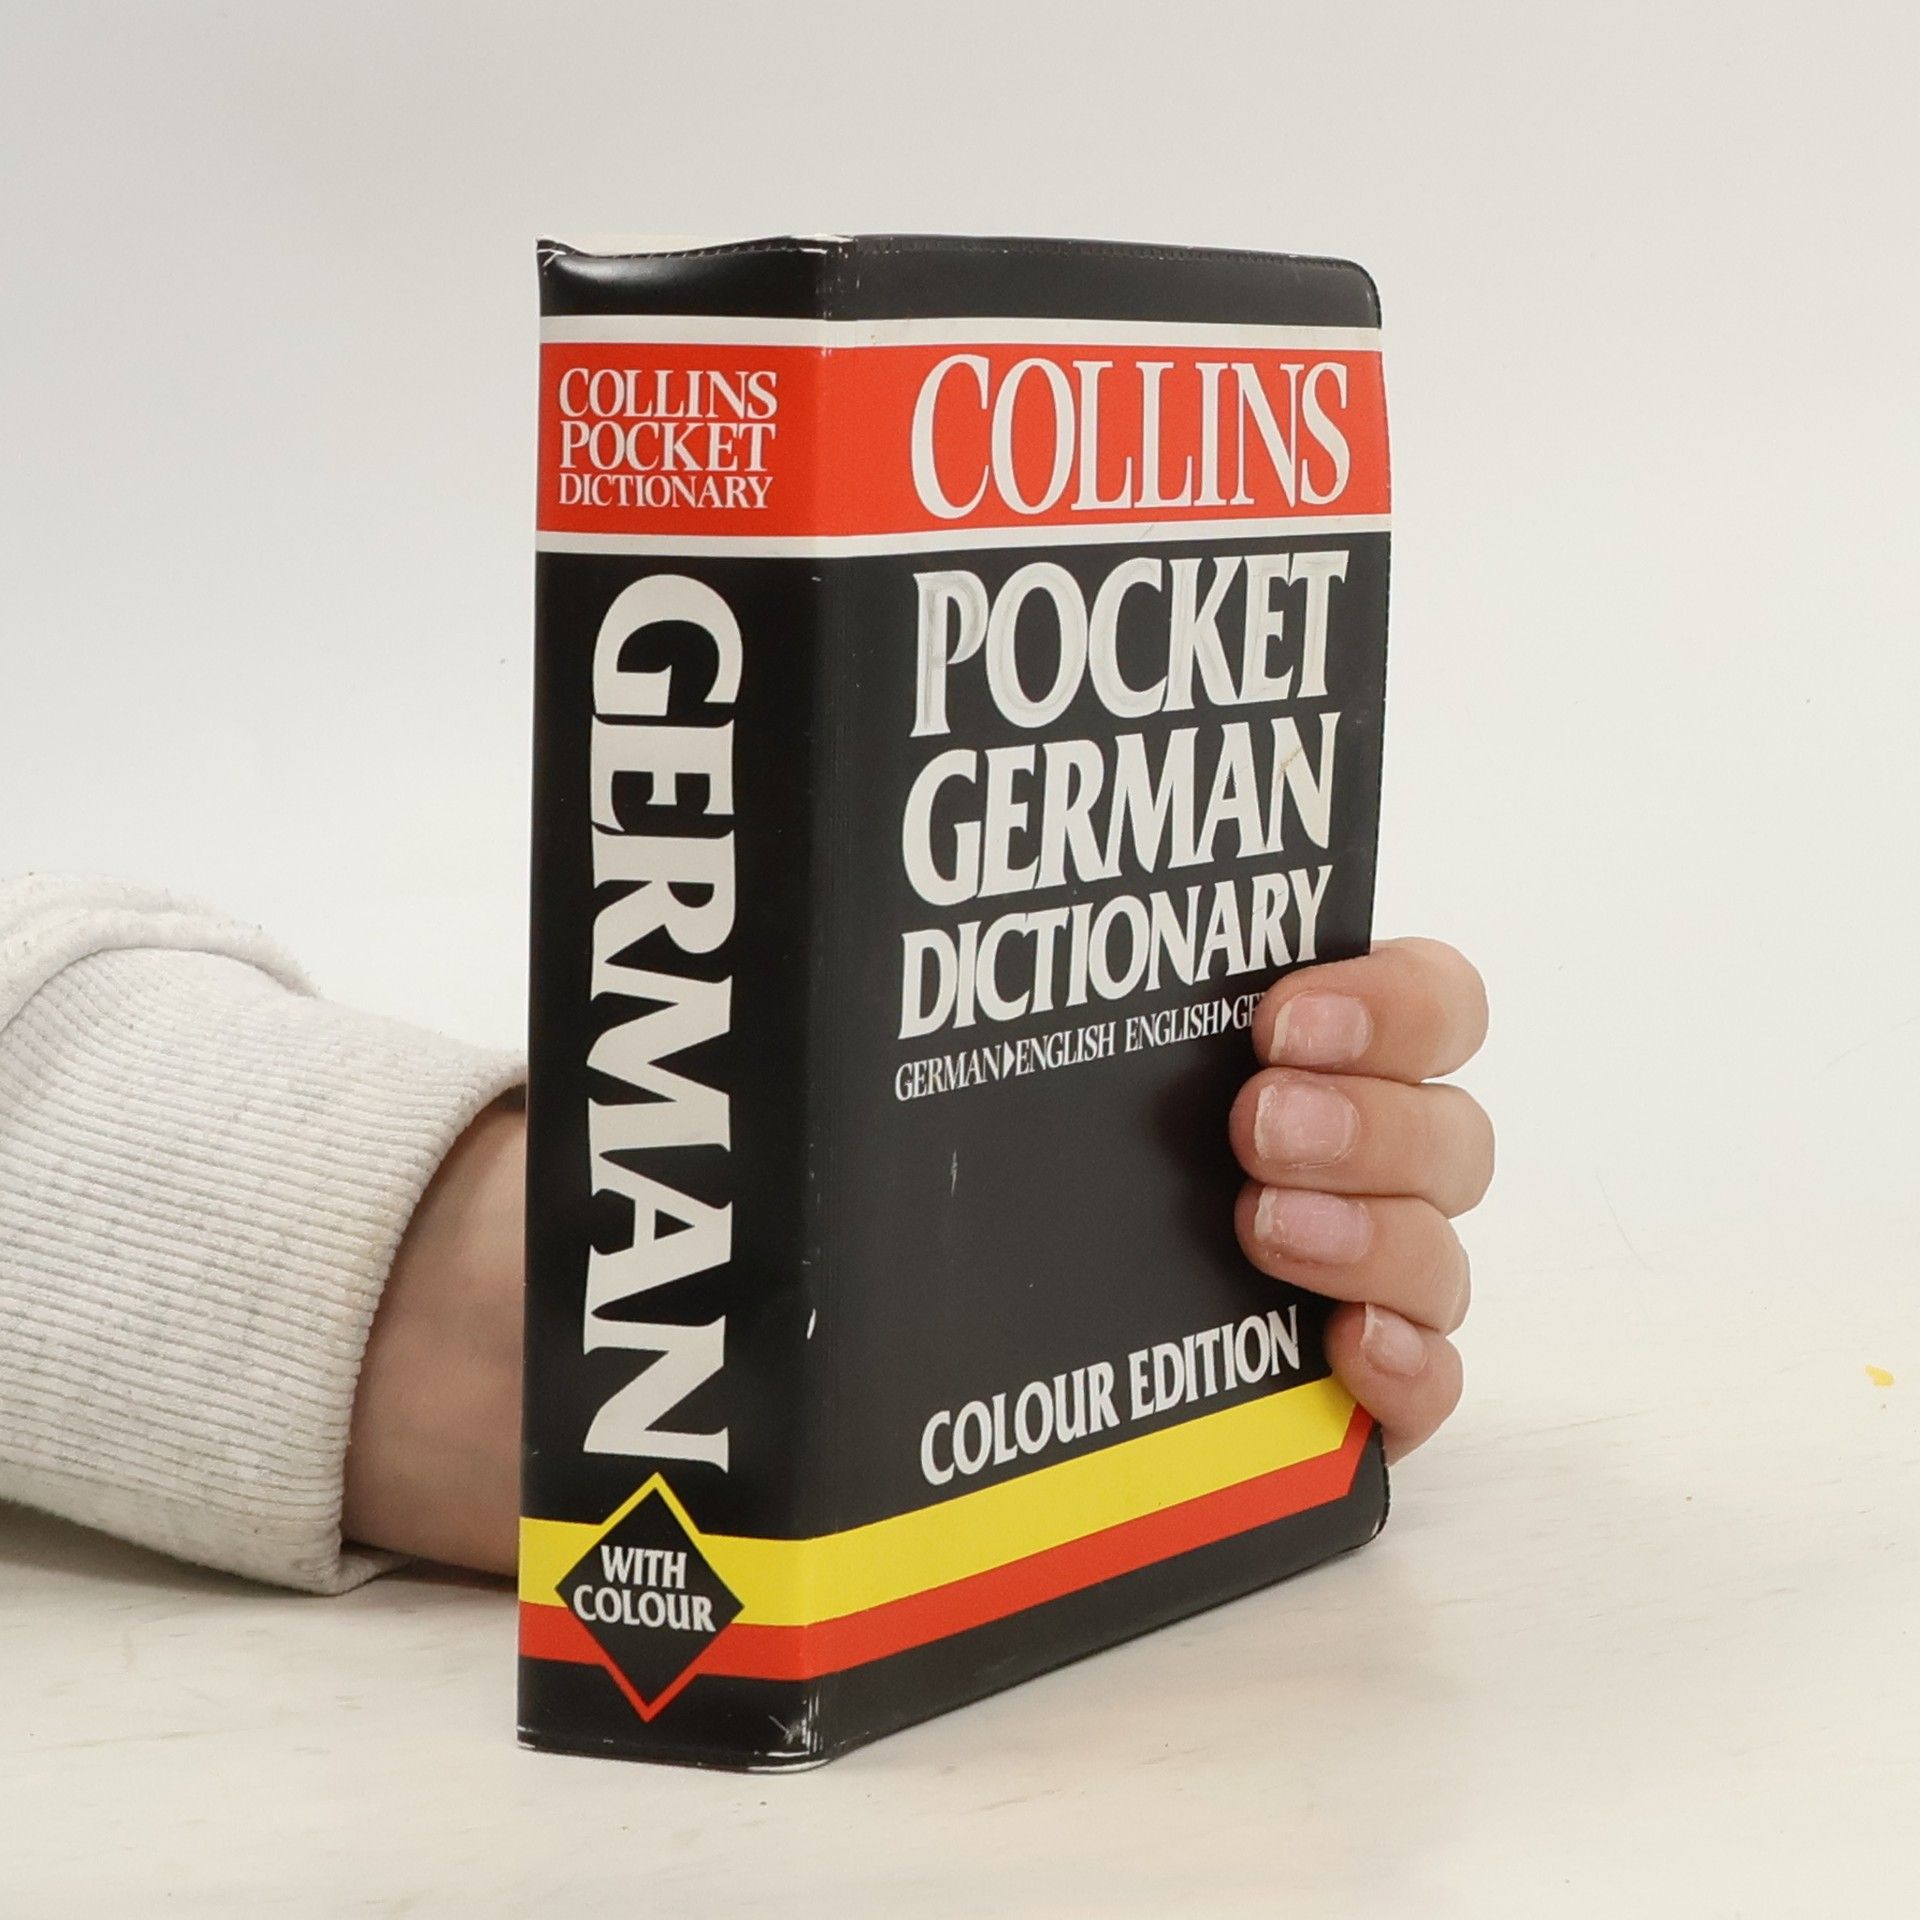 COLLINS
POCKET
DICTIONARY
GERMAN
WITH
COLOUR
COLLINS
POCKET
GERMAN
DICTIONARY
GERMAN▶ENGLISH ENGLISH▶
COLOUR EDITION